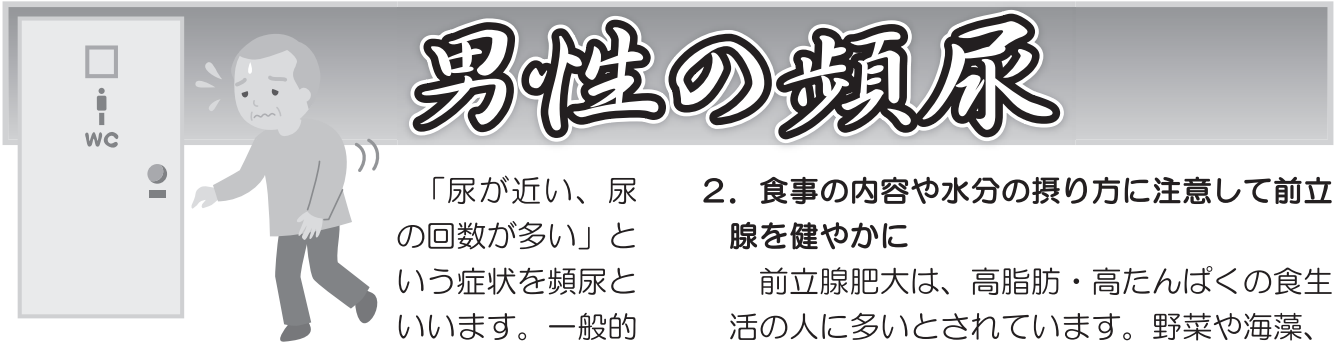 男性の頻尿
WC
「尿が近い、尿
の回数が多い」と
いう症状を頻尿と
いいます。一般的
2．食事の内容や水分の摂り方に注意して前立
腺を健やかに
前立腺肥大は、高脂肪・高たんぱくの食生
活の人に多いとされています。野菜や海藻、